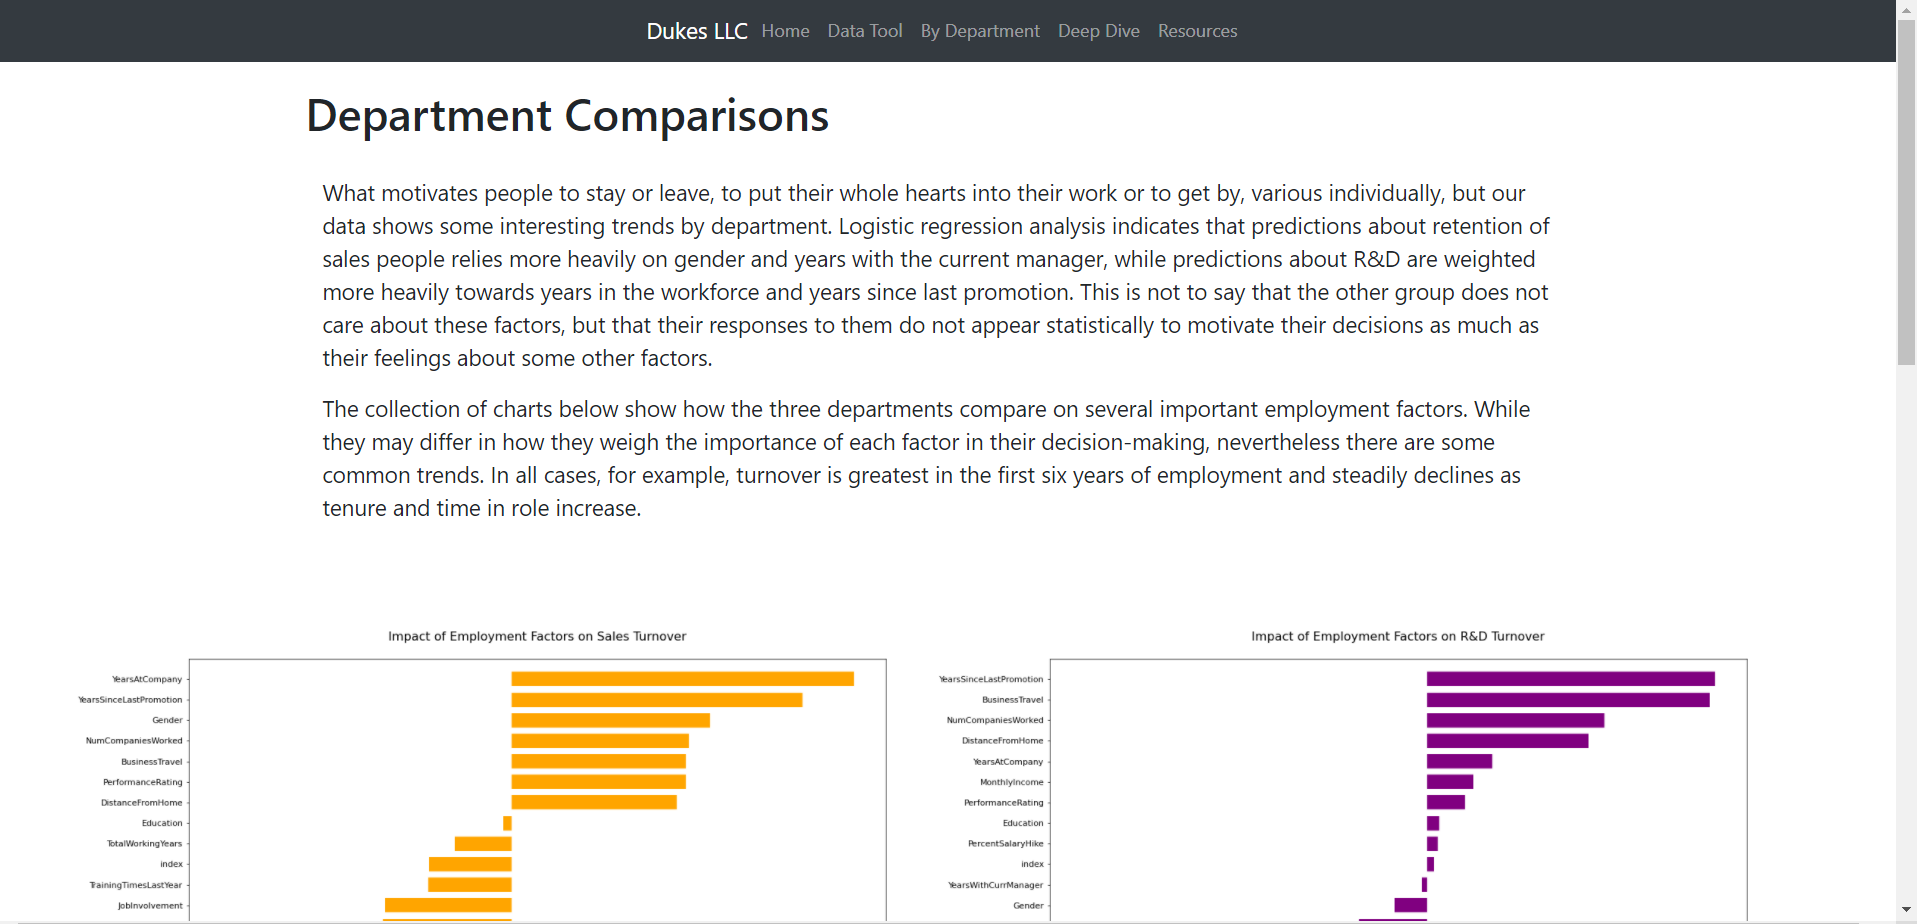 Dukes LLC Home Data Tool By Department Deep Dive Resources
Department Comparisons
What motivates people to stay or leave, to put their whole hearts into their work or to get by, various individually, but our
data shows some interesting trends by department. Logistic regression analysis indicates that predictions about retention of
sales people relies more heavily on gender and years with the current manager, while predictions about R&D are weighted
more heavily towards years in the workforce and years since last promotion. This is not to say that the other group does not
care about these factors, but that their responses to them do not appear statistically to motivate their decisions as much as
their feelings about some other factors.
The collection of charts below show how the three departments compare on several important employment factors. While
they may differ in how they weigh the importance of each factor in their decision-making, nevertheless there are some
common trends. In all cases, for example, turnover is greatest in the first six years of employment and steadily declines as
tenure and time in role increase.
Impact of Employment Factors on Sales Turnover
YearsAtCompany
YearsSinceLastPromotion
Gender
NumCompaniesWorked
BusinessTravel
PerformanceRating
DistanceFromHome
Education
TotalWorkingYears
index
TrainingTimesLastYear
JobInvolvement
Impact of Employment Factors on R&D Turnover
YearsSinceLastPromotion
BusinessTravel
NumCompaniesWorked
DistanceFromHome
YearsAtCompany
MonthlyIncome
PerformanceRating
Education
PercentSalaryHike
index
YearsWithCurrManager
Gender